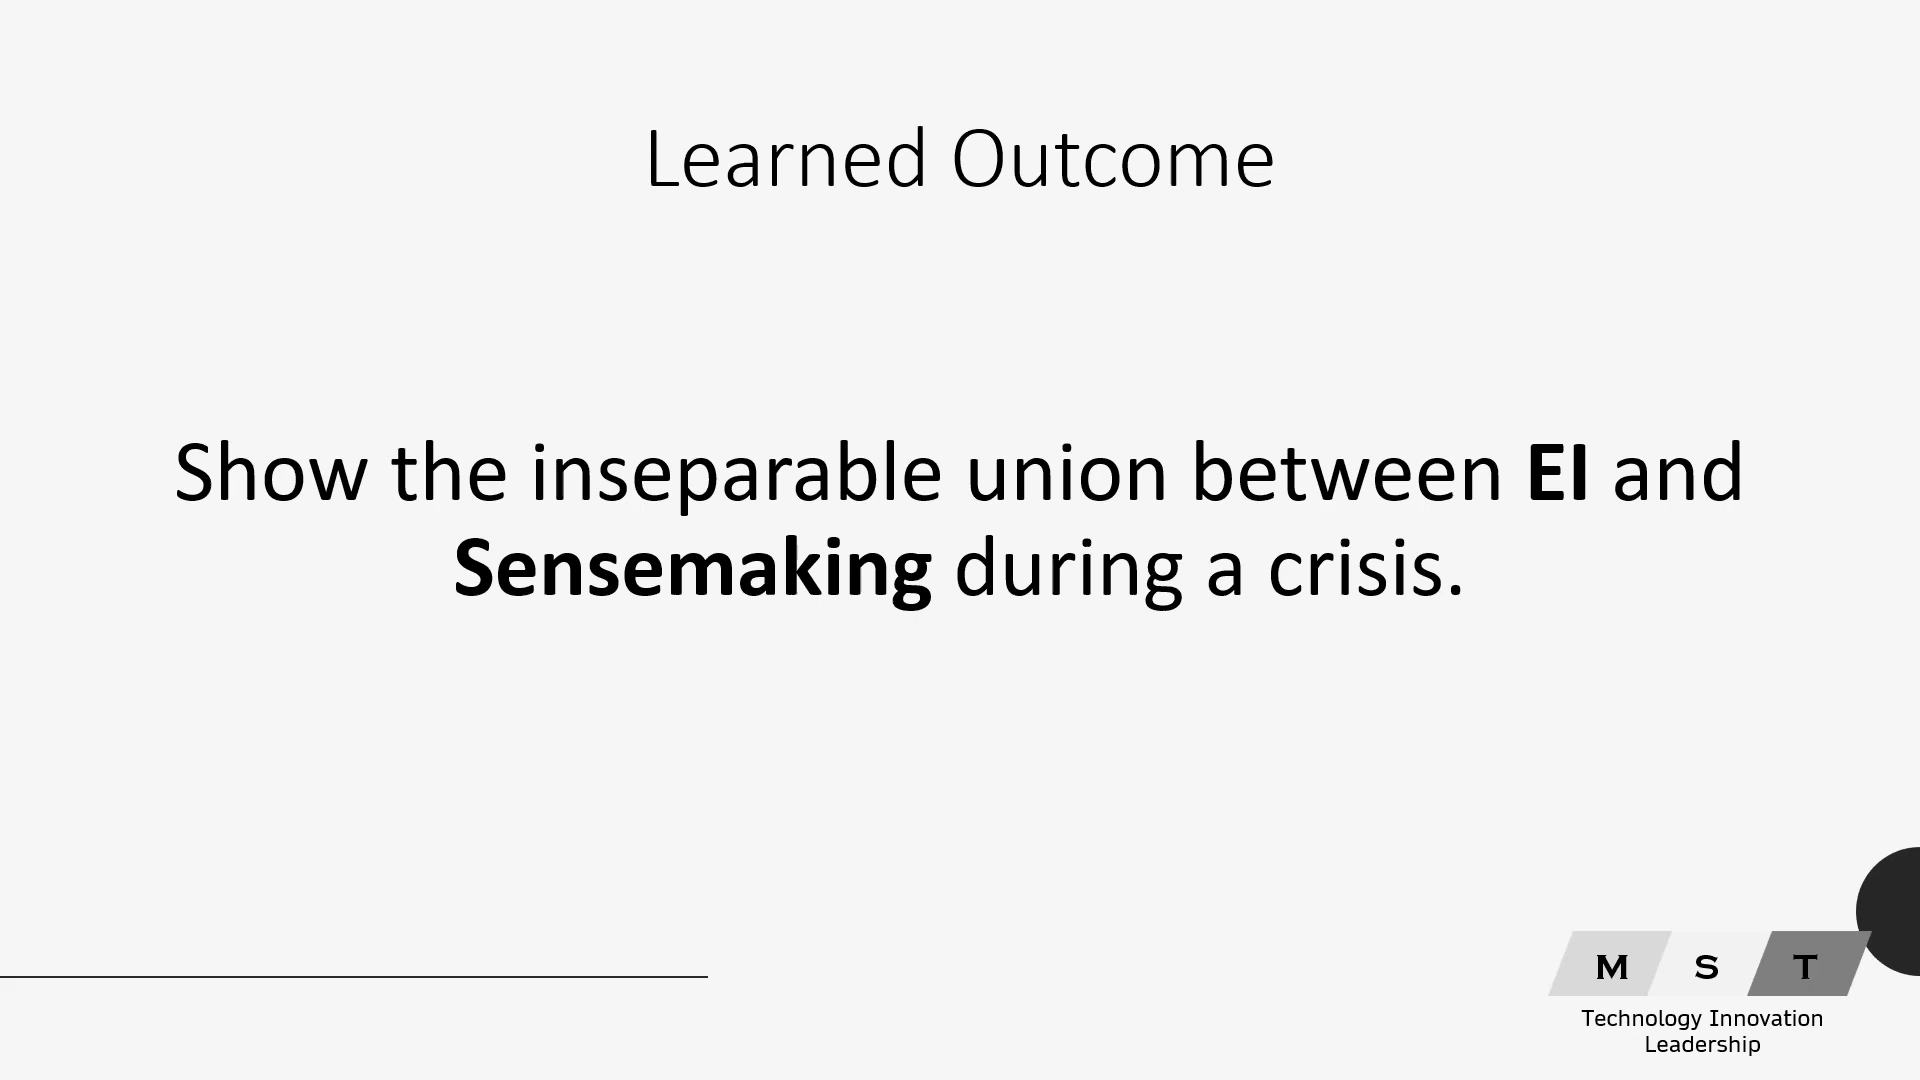 Learned Outcome
Show the inseparable union between EI and
Sensemaking during a crisis.
M S T
Technology Innovation
Leadership